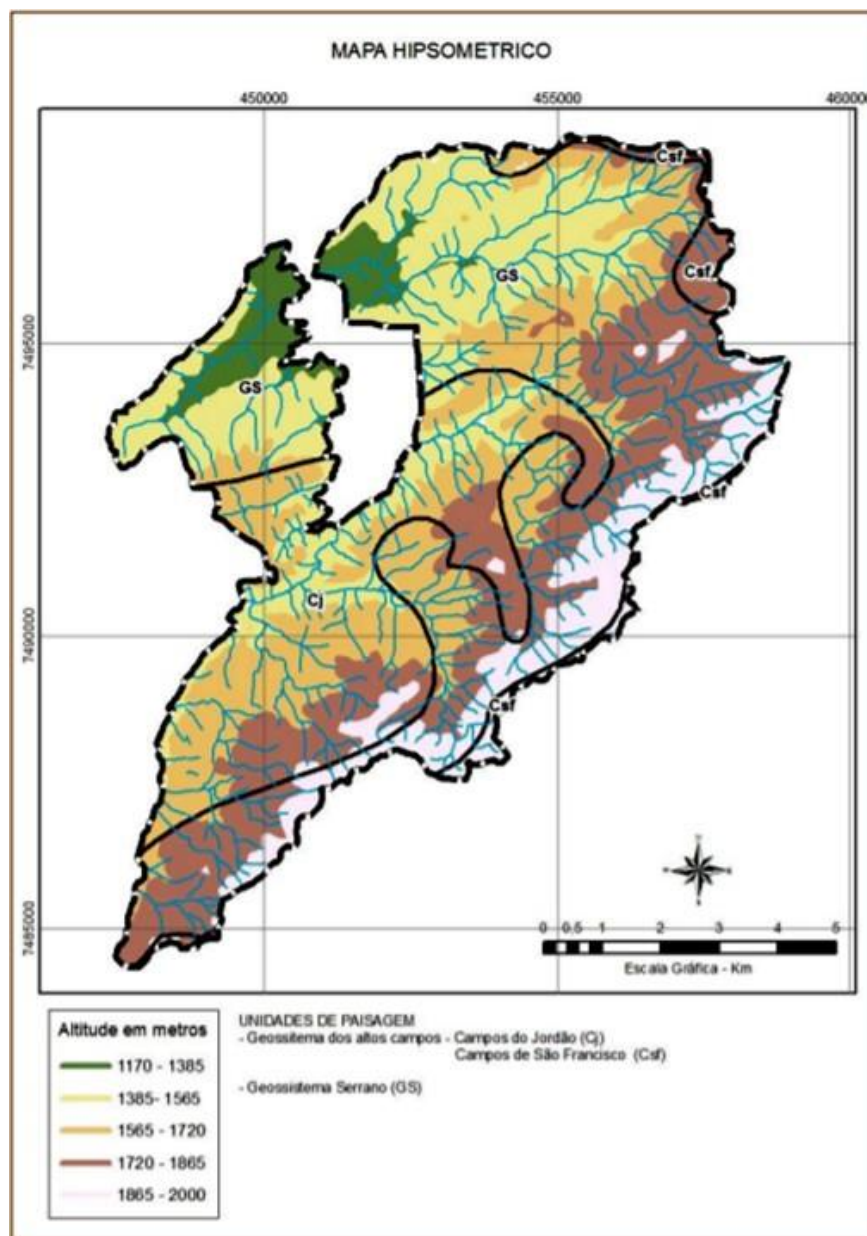 MAPA HIPSOMETRICO
450000 455000 460000
Csf
Csf
GS
7495000
GS
Csf
Cj
7490000
Csf
7485000
0 0.5 1 2 3 4 5
Escala Gráfica - Km
Altitude em metros
1170 - 1385
1385- 1565
1565 - 1720
1720 - 1865
1865 - 2000
UNIDADES DE PAISAGEM
- Geossitema dos altos campos - Campos do Jordão (Cj)
Campos de São Francisco (Csf)
- Geossistema Serrano (GS)